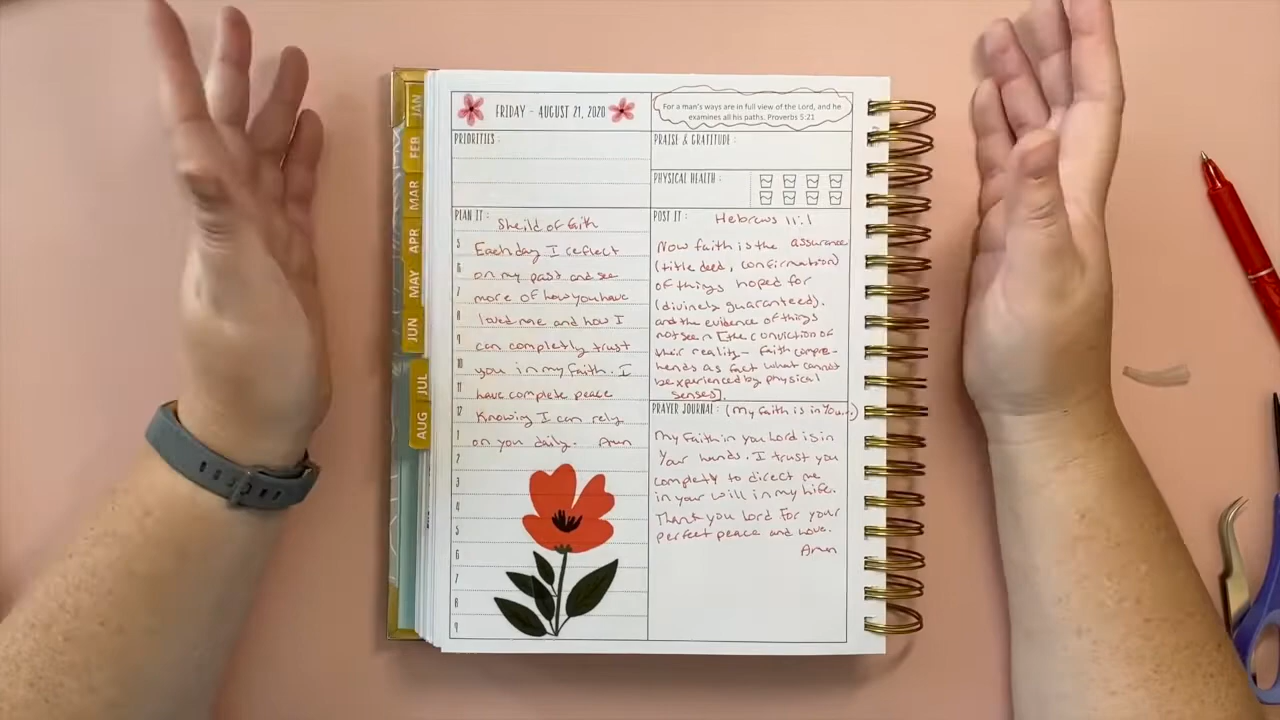 JAN
FEB
MAR
APR
MAY
JUN
JUL
AUG
FRIDAY - AUGUST 21, 2020
For a man's ways are in full view of the Lord, and he
examines all his paths. Proverbs 5:21
PRIORITIES :
PRAISE & GRATITUDE :
PHYSICAL HEALTH :
PLAN IT :
Sheild of Faith
5 Each day I reflect
6 on my past and see
7 more of how you have
8 loved me and how I
9 can completly trust
10 you in my faith. I
11 have complete peace
12 Knowing I can rely
1 on you daily. Amen
2
3
4
5
6
7
8
9
POST IT : Hebrews 11:1
Now faith is the assurance
(title deed, confirmation)
of things hoped for
(divinely guaranteed).
and the evidence of things
not seen [the conviction of
their reality - faith compre-
hends as fact what cannot
be experienced by physical
senses].
PRAYER JOURNAL : (My faith is in You...)
My faith in you Lord is in
Your hands. I trust you
complety to direct me
in your will in my life.
Thank you Lord for your
perfect peace and love.
Amen